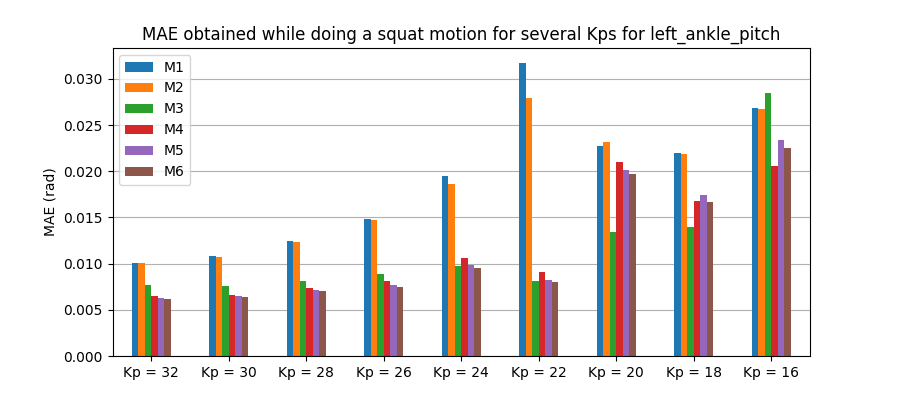 MAE obtained while doing a squat motion for several Kps for left_ankle_pitch
MAE (rad)
0.030
0.025
0.020
0.015
0.010
0.005
0.000
M1
M2
M3
M4
M5
M6
Kp = 32 Kp = 30 Kp = 28 Kp = 26 Kp = 24 Kp = 22 Kp = 20 Kp = 18 Kp = 16